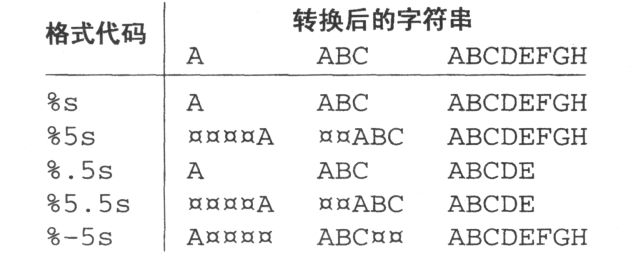 格式代码 转换后的字符串
A ABC ABCDEFGH
%s A ABC ABCDEFGH
%5s ¤¤¤¤A ¤¤ABC ABCDEFGH
%.5s A ABC ABCDE
%5.5s ¤¤¤¤A ¤¤ABC ABCDE
%-5s A¤¤¤¤ ABC¤¤ ABCDEFGH